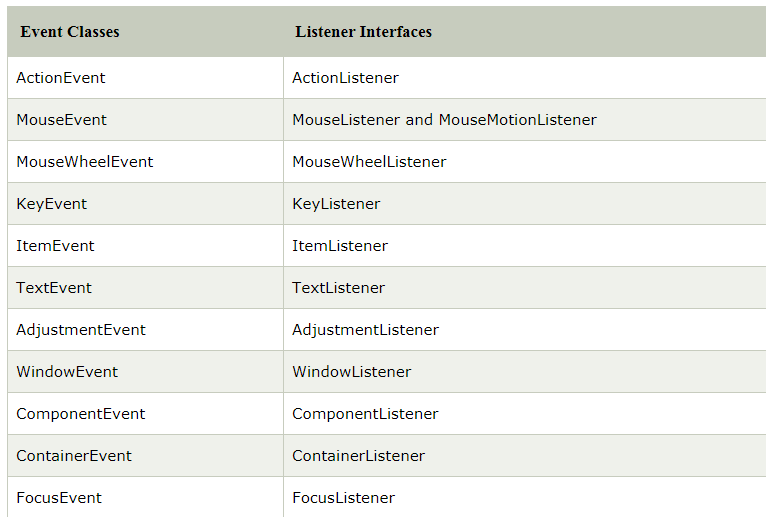 Event Classes Listener Interfaces
ActionEvent ActionListener
MouseEvent MouseListener and MouseMotionListener
MouseWheelEvent MouseWheelListener
KeyEvent KeyListener
ItemEvent ItemListener
TextEvent TextListener
AdjustmentEvent AdjustmentListener
WindowEvent WindowListener
ComponentEvent ComponentListener
ContainerEvent ContainerListener
FocusEvent FocusListener